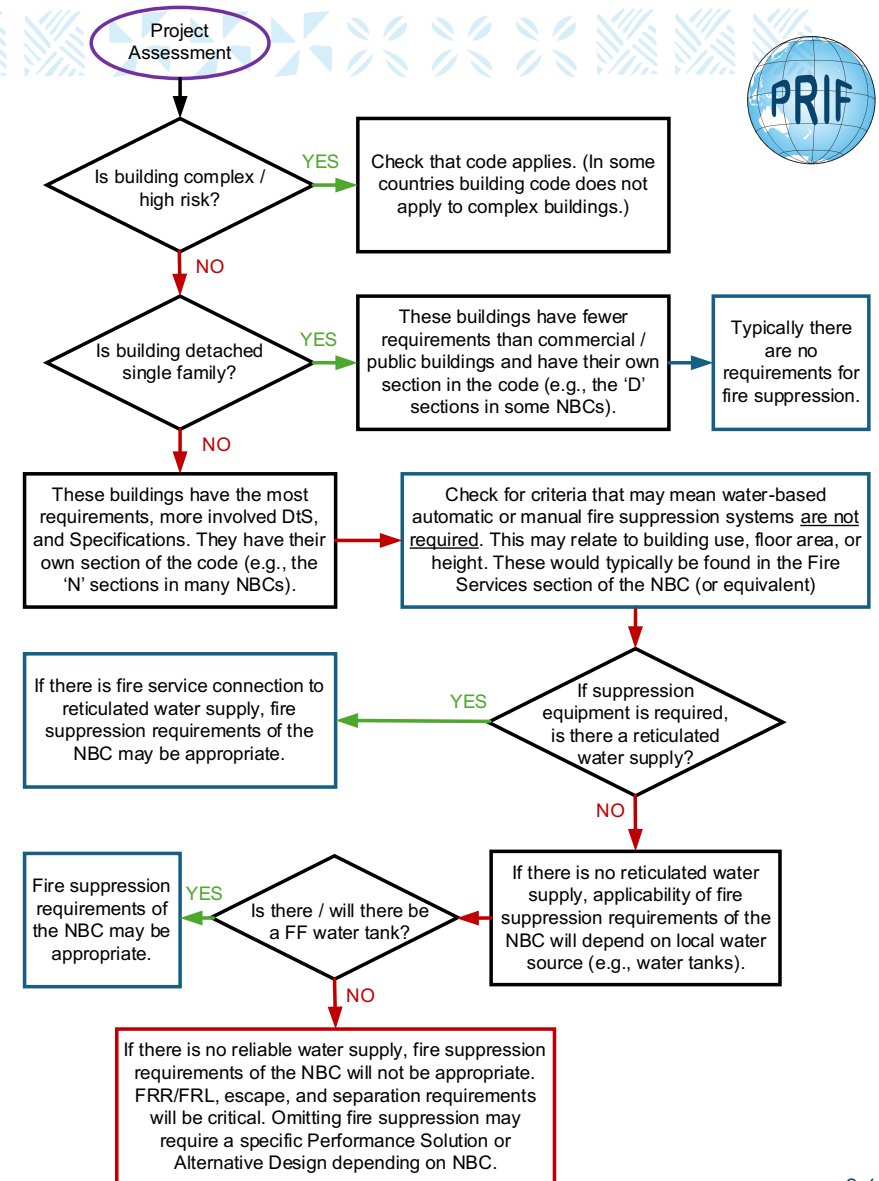 Project
Assessment
PRIF
Is building complex /
high risk?
YES
Check that code applies. (In some
countries building code does not
apply to complex buildings.)
NO
Is building detached
single family?
YES
These buildings have fewer
requirements than commercial /
public buildings and have their own
section in the code (e.g., the ‘D’
sections in some NBCs).
Typically there
are no
requirements for
fire suppression.
NO
These buildings have the most
requirements, more involved DtS,
and Specifications. They have their
own section of the code (e.g., the
‘N’ sections in many NBCs).
Check for criteria that may mean water-based
automatic or manual fire suppression systems are not
required. This may relate to building use, floor area, or
height. These would typically be found in the Fire
Services section of the NBC (or equivalent)
If suppression
equipment is required,
is there a reticulated
water supply?
YES
If there is fire service connection to
reticulated water supply, fire
suppression requirements of the
NBC may be appropriate.
NO
If there is no reticulated water
supply, applicability of fire
suppression requirements of the
NBC will depend on local water
source (e.g., water tanks).
Is there / will there be
a FF water tank?
YES
Fire suppression
requirements of
the NBC may be
appropriate.
NO
If there is no reliable water supply, fire suppression
requirements of the NBC will not be appropriate.
FRR/FRL, escape, and separation requirements
will be critical. Omitting fire suppression may
require a specific Performance Solution or
Alternative Design depending on NBC.